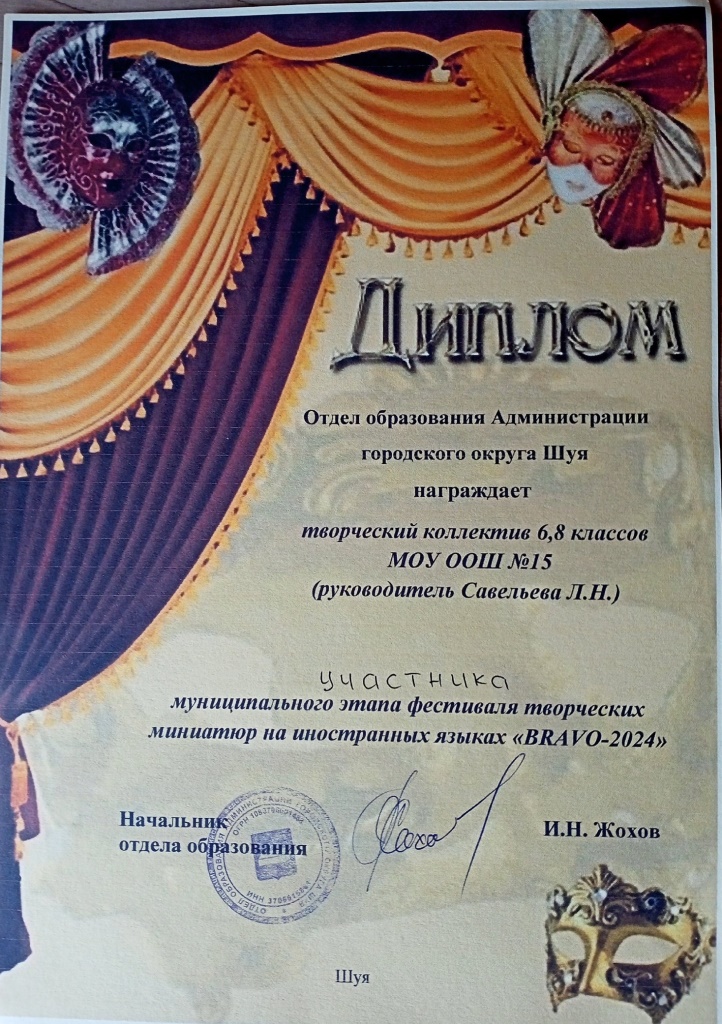 Диплом
Отдел образования Администрации
городского округа Шуя
награждает
творческий коллектив 6,8 классов
МОУ ООШ №15
(руководитель Савельева Л.Н.)
участника
муниципального этапа фестиваля творческих
миниатюр на иностранных языках «BRAVO-2024»
Начальник
отдела образования
И.Н. Жохов
Шуя